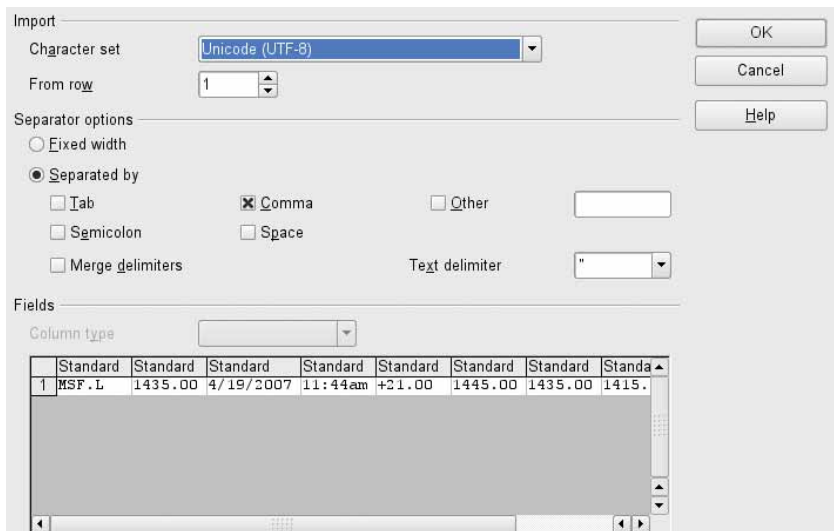 Import
OK
Character set Unicode (UTF-8)
Cancel
From row 1
Separator options
Help
Fixed width
Separated by
Tab Comma Other
Semicolon Space
Merge delimiters Text delimiter "
Fields
Column type
Standard Standard Standard Standard Standard Standard Standard Standa
1 MSF.L 1435.00 4/19/2007 11:44am +21.00 1445.00 1435.00 1415.